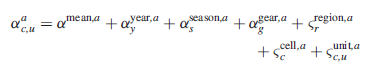 α^a_{c,u} = α^{mean,a} + α^{year,a}_y + α^{season,a}_s + α^{gear,a}_g + ς^{region,a}_r
+ ς^{cell,a}_c + ς^{unit,a}_{c,u}